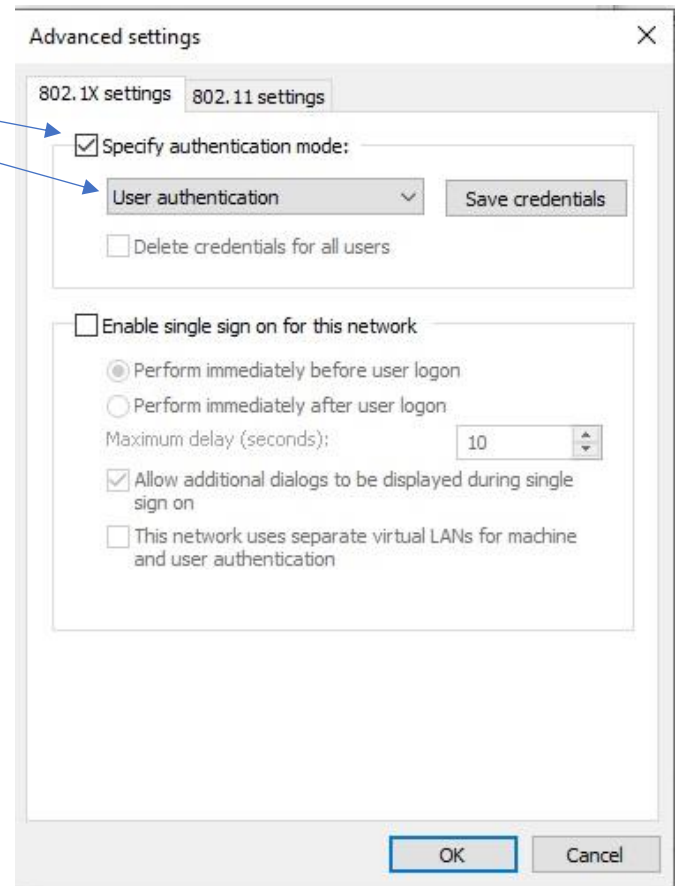 Advanced settings
802.1X settings 802.11 settings
Specify authentication mode:
User authentication Save credentials
Delete credentials for all users
Enable single sign on for this network
Perform immediately before user logon
Perform immediately after user logon
Maximum delay (seconds): 10
Allow additional dialogs to be displayed during single
sign on
This network uses separate virtual LANs for machine
and user authentication
OK Cancel